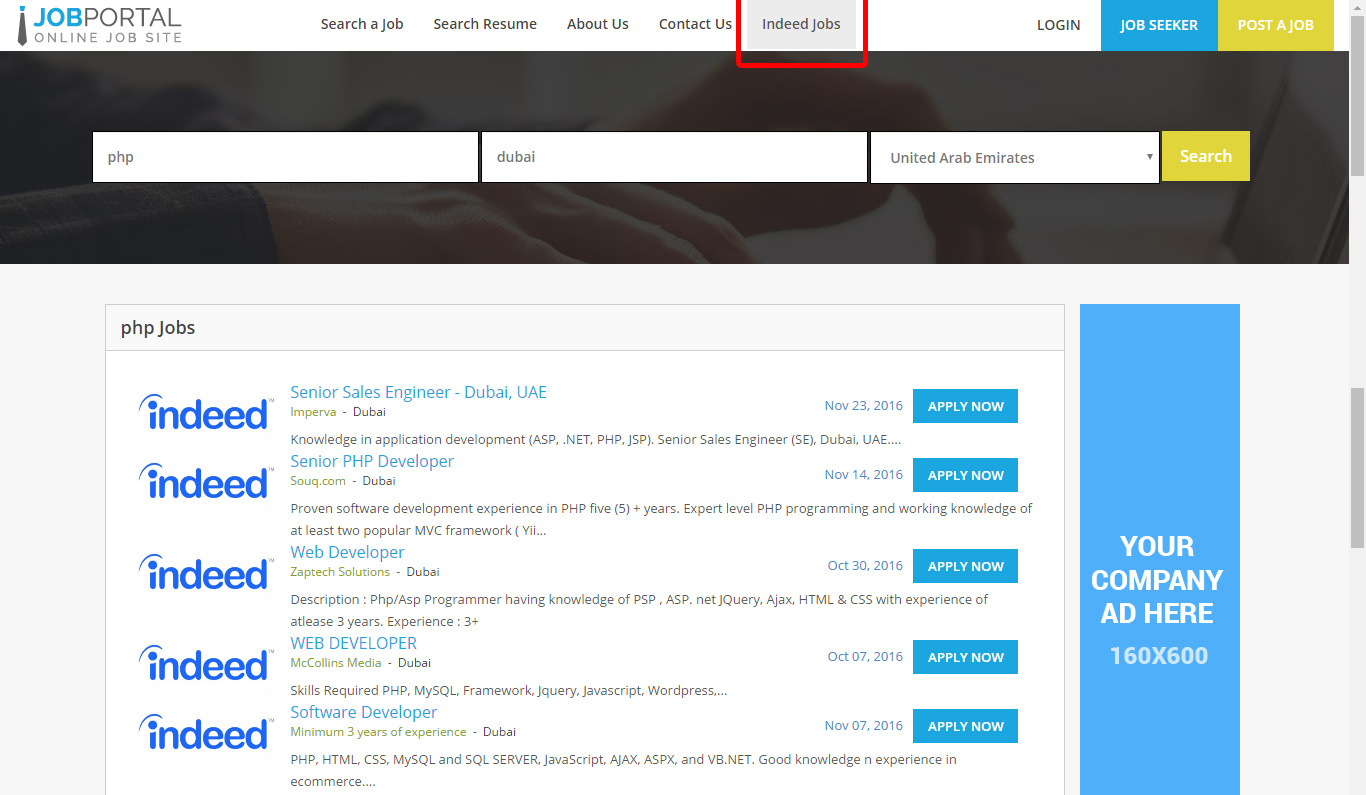 JOBPORTAL
ONLINE JOB SITE
Search a Job
Search Resume
About Us
Contact Us
Indeed Jobs
LOGIN
JOB SEEKER
POST A JOB
php
dubai
United Arab Emirates
Search
php Jobs
indeed™
Senior Sales Engineer - Dubai, UAE
Imperva - Dubai
Nov 23, 2016
APPLY NOW
Knowledge in application development (ASP, .NET, PHP, JSP). Senior Sales Engineer (SE), Dubai, UAE....
indeed™
Senior PHP Developer
Souq.com - Dubai
Nov 14, 2016
APPLY NOW
Proven software development experience in PHP five (5) + years. Expert level PHP programming and working knowledge of
at least two popular MVC framework ( Yii...
indeed™
Web Developer
Zaptech Solutions - Dubai
Oct 30, 2016
APPLY NOW
Description : Php/Asp Programmer having knowledge of PSP , ASP. net JQuery, Ajax, HTML & CSS with experience of
atlease 3 years. Experience : 3+
indeed™
WEB DEVELOPER
McCollins Media - Dubai
Oct 07, 2016
APPLY NOW
Skills Required PHP, MySQL, Framework, Jquery, Javascript, Wordpress,...
indeed™
Software Developer
Minimum 3 years of experience - Dubai
Nov 07, 2016
APPLY NOW
PHP, HTML, CSS, MySQL and SQL SERVER, JavaScript, AJAX, ASPX, and VB.NET. Good knowledge n experience in
ecommerce....
YOUR
COMPANY
AD HERE
160X600